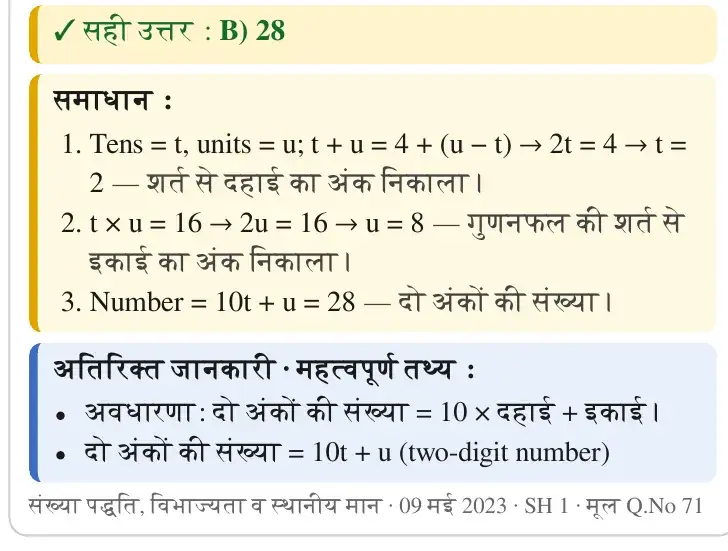 ✓ सही उत्तर : B) 28
समाधान :
1. Tens = t, units = u; t + u = 4 + (u − t) → 2t = 4 → t =
2 — शर्त से दहाई का अंक निकाला।
2. t × u = 16 → 2u = 16 → u = 8 — गुणनफल की शर्त से
इकाई का अंक निकाला।
3. Number = 10t + u = 28 — दो अंकों की संख्या।
अतिरिक्त जानकारी · महत्वपूर्ण तथ्य :
• अवधारणा : दो अंकों की संख्या = 10 × दहाई + इकाई।
• दो अंकों की संख्या = 10t + u (two-digit number)
संख्या पद्धति, विभाज्यता व स्थानीय मान · 09 मई 2023 · SH 1 · मूल Q.No 71